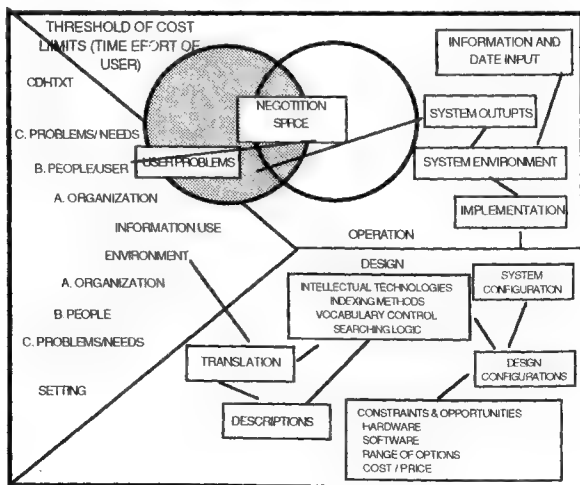 THRESHOLD OF COST
LIMITS (TIME EFORT OF
USER)
CDHTXT
C. PROBLEMS/ NEEDS
B. PEOPLE/USER
A. ORGANIZATION
INFORMATION USE
ENVIRONMENT
A. ORGANIZATION
B PEOPLE
C. PROBLEMS/NEEDS
SETTING
NEGOTITION
SPRCE
USER PROBLEMS
INFORMATION AND
DATE INPUT
SYSTEM OUTUPTS
SYSTEM ENVIRONMENT
IMPLEMENTATION
OPERATION
DESIGN
INTELLECTUAL TECHNOLOGIES
INDEXING METHODS
VOCABULARY CONTROL
SEARCHING LOGIC
SYSTEM
CONFIGURATION
TRANSLATION
DESIGN
CONFIGURATIONS
DESCRIPTIONS
CONSTRAINTS & OPPORTUNITIES
HARDWARE
SOFTWARE
RANGE OF OPTIONS
COST / PRICE